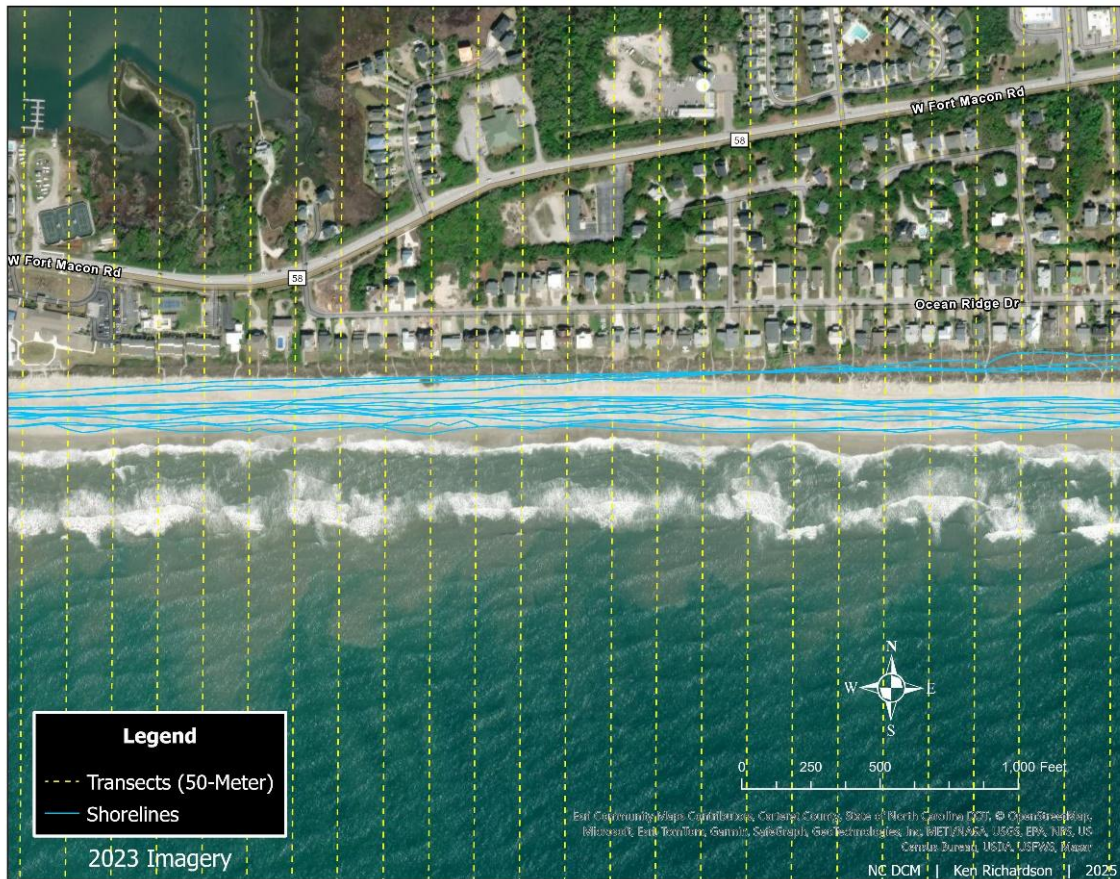 W Fort Macon Rd
58
W Fort Macon Rd
58
Ocean Ridge Dr
N
W E
S
Legend
Transects (50-Meter)
Shorelines
2023 Imagery
0 250 500 1,000 Feet
Esri Community Maps Contributors, Carteret County, State of North Carolina DOT, © OpenStreetMap,
Microsoft, Esri, TomTom, Garmin, SafeGraph, GeoTechnologies, Inc, METI/NASA, USGS, EPA, NPS, US
Census Bureau, USDA, USFWS, Maxar
NC DCM | Ken Richardson | 2025